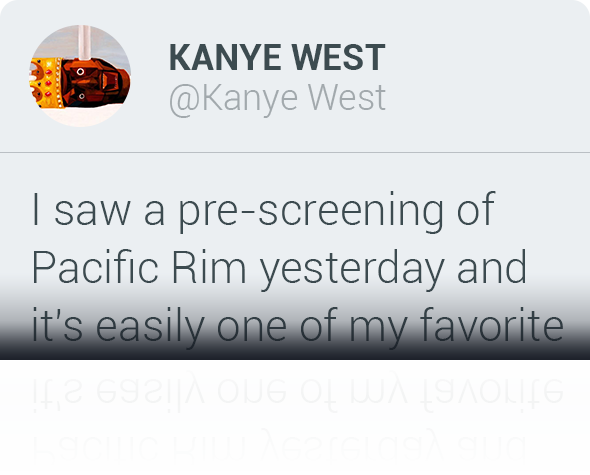 KANYE WEST
@Kanye West
I saw a pre-screening of
Pacific Rim yesterday and
it's easily one of my favorite